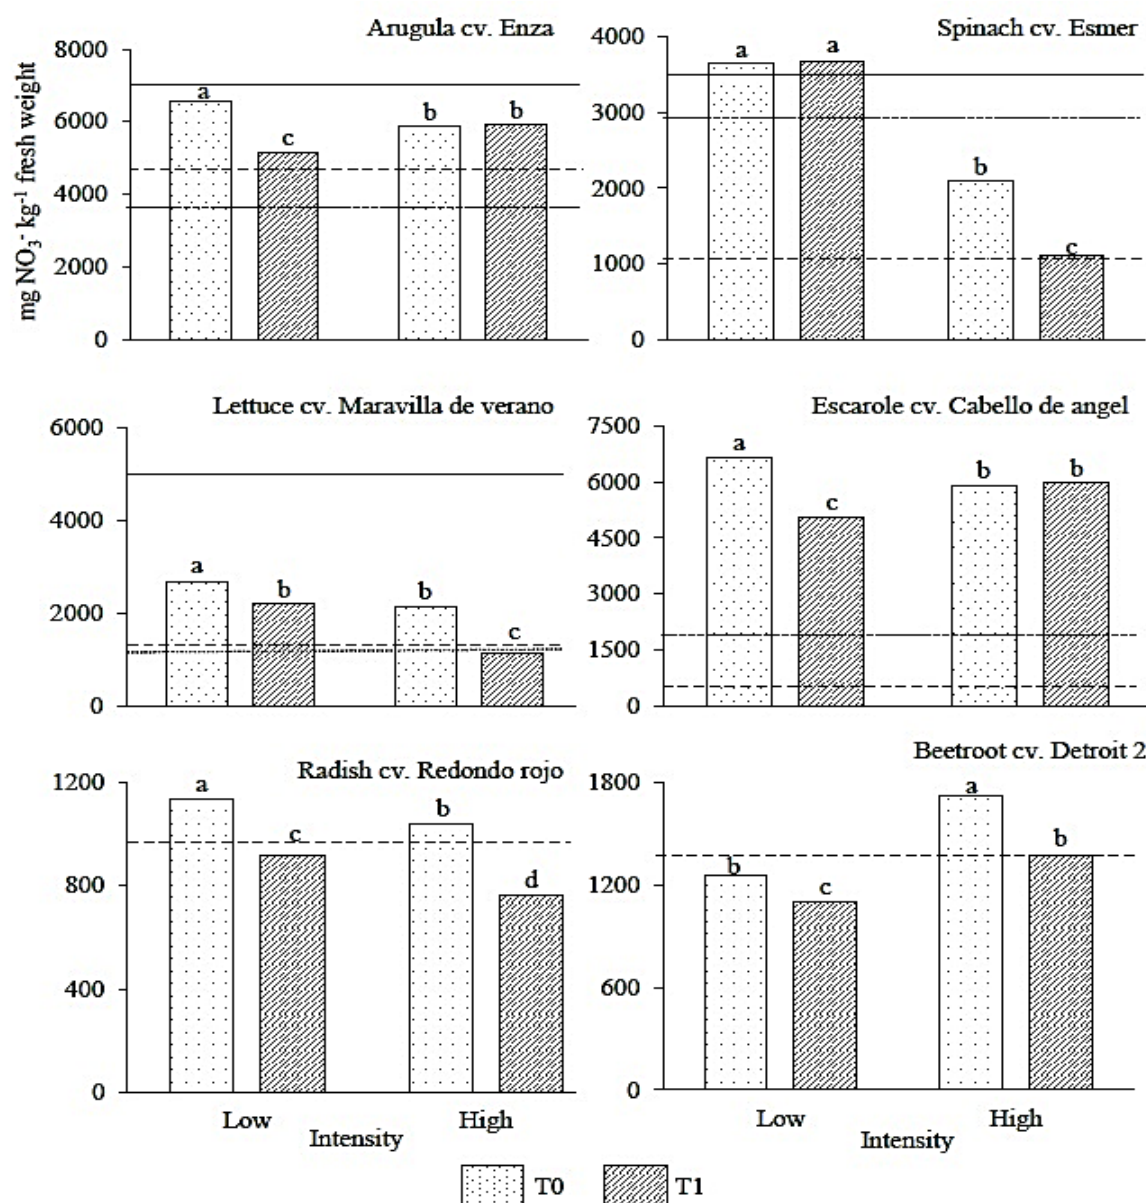 Arugula cv. Enza
mg NO₃- kg⁻¹ fresh weight
8000
6000
4000
2000
0
a
c
b
b
Spinach cv. Esmer
4000
3000
2000
1000
0
a
a
b
c
Lettuce cv. Maravilla de verano
6000
4000
2000
0
a
b
b
c
Escarole cv. Cabello de angel
7500
6000
4500
3000
1500
0
a
c
b
b
Radish cv. Redondo rojo
1200
800
400
0
a
c
b
d
Low
High
Intensity
Beetroot cv. Detroit 2
1800
1200
600
0
b
c
a
b
Low
High
Intensity
T0
T1